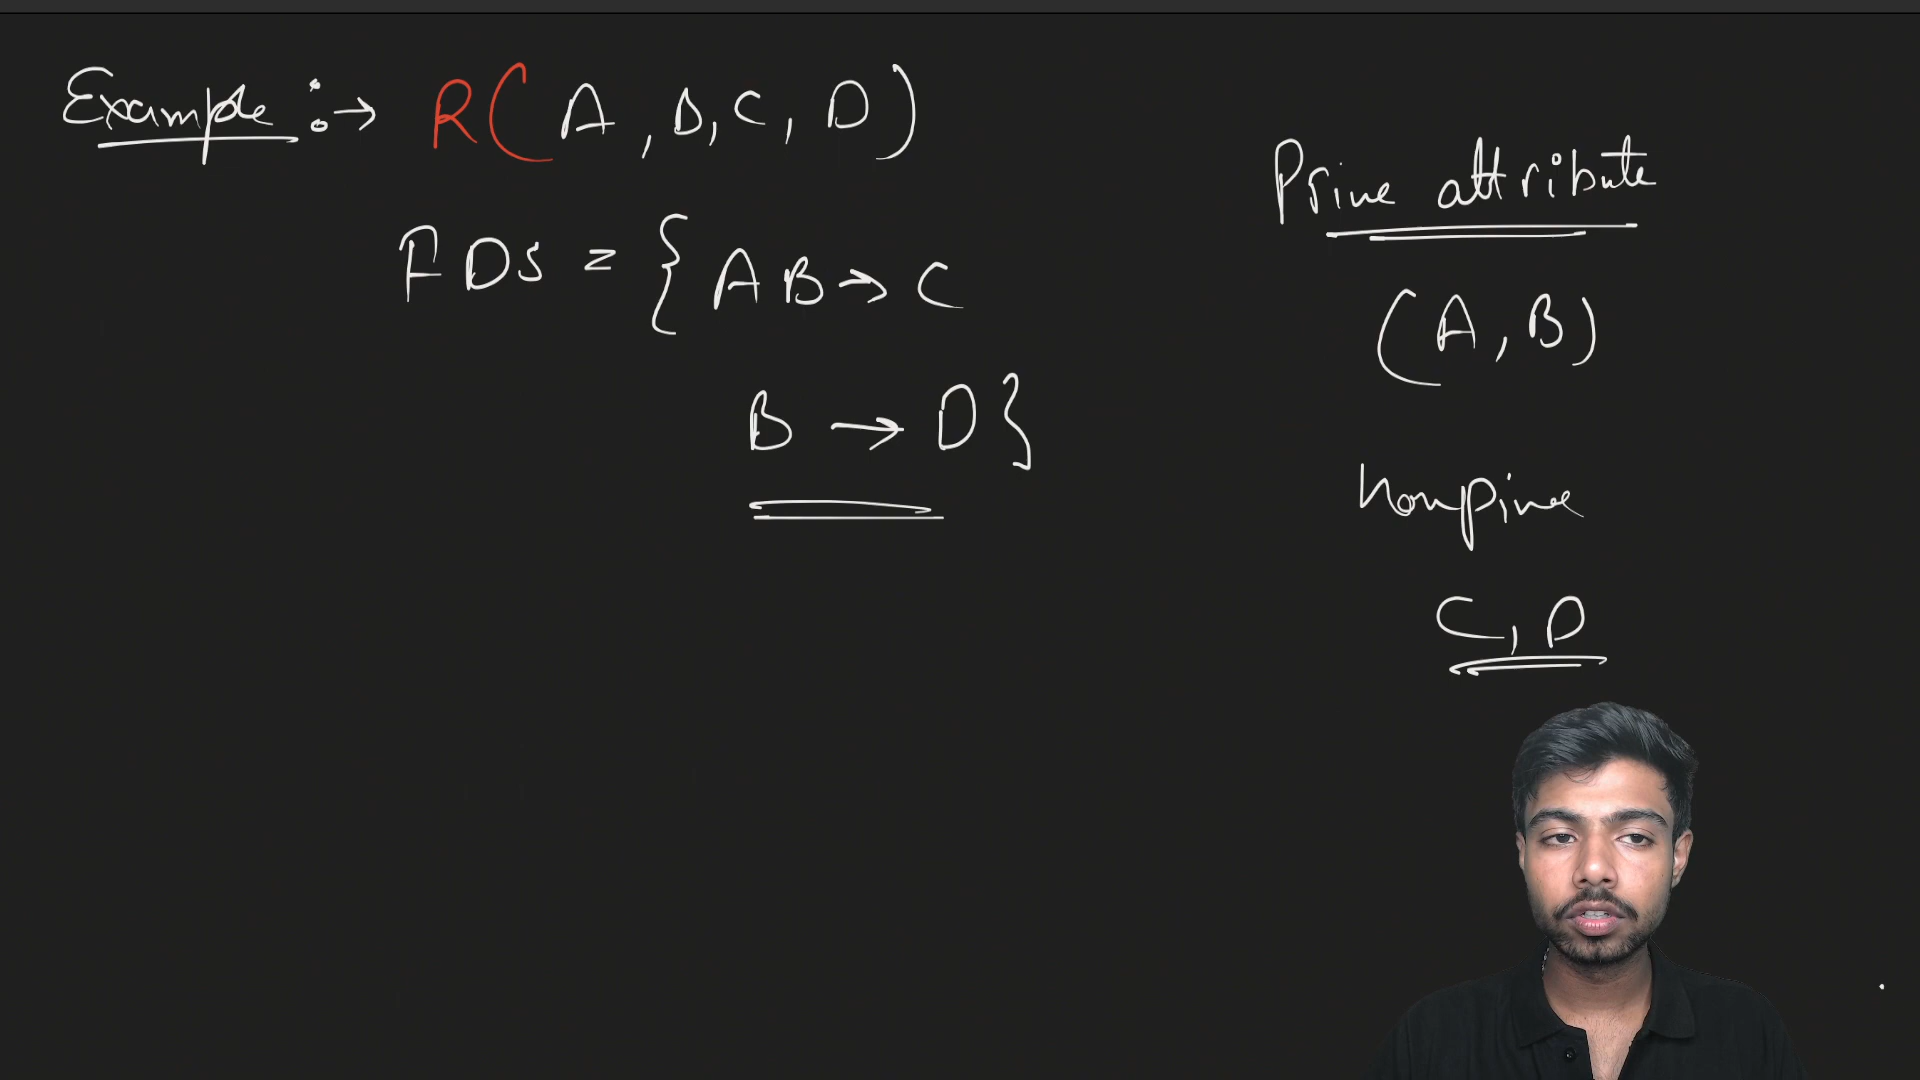 Example :→ R(A, B, C, D)
FDs = {AB → C
B → D}
Prime attribute
(A, B)
Nonprime
C, D